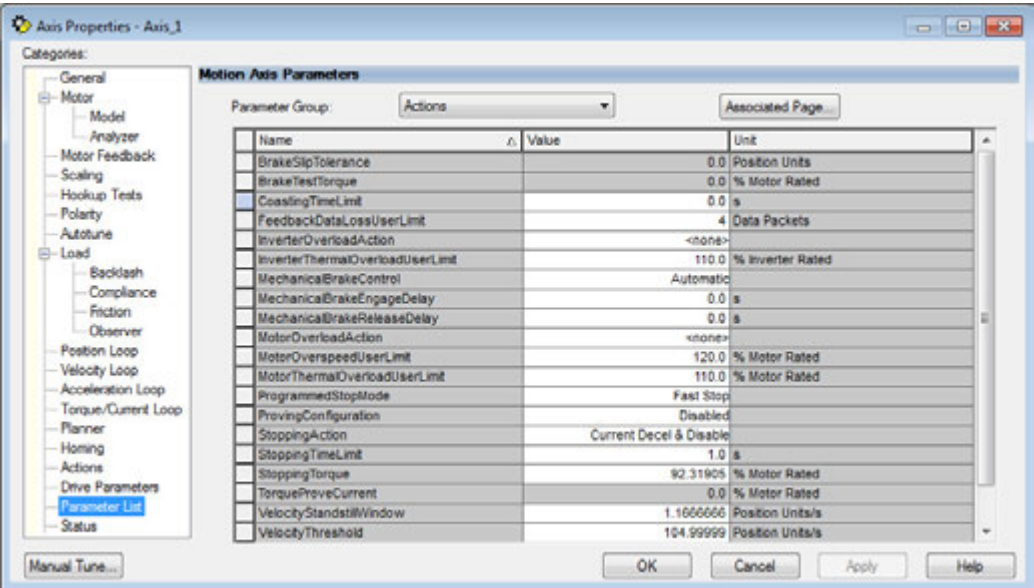 Axis Properties - Axis_1
Categories:
General
Motor
Model
Analyzer
Motor Feedback
Scaling
Hookup Tests
Polarity
Autotune
Load
Backlash
Compliance
Friction
Observer
Position Loop
Velocity Loop
Acceleration Loop
Torque/Current Loop
Planner
Homing
Actions
Drive Parameters
Parameter List
Status
Motion Axis Parameters
Parameter Group: Actions Associated Page...
Name Value Unit
BrakeSlipTolerance 0.0 Position Units
BrakeTestTorque 0.0 % Motor Rated
CoastingTimeLimit 0.0 s
FeedbackDataLossUserLimit 4 Data Packets
InverterOverloadAction <none>
InverterThermalOverloadUserLimit 110.0 % Inverter Rated
MechanicalBrakeControl Automatic
MechanicalBrakeEngageDelay 0.0 s
MechanicalBrakeReleaseDelay 0.0 s
MotorOverloadAction <none>
MotorOverspeedUserLimit 120.0 % Motor Rated
MotorThermalOverloadUserLimit 110.0 % Motor Rated
ProgrammedStopMode Fast Stop
ProvingConfiguration Disabled
StoppingAction Current Decel & Disable
StoppingTimeLimit 1.0 s
StoppingTorque 92.31905 % Motor Rated
TorqueProveCurrent 0.0 % Motor Rated
VelocityStandstillWindow 1.1666666 Position Units/s
VelocityThreshold 104.99999 Position Units/s
Manual Tune... OK Cancel Apply Help